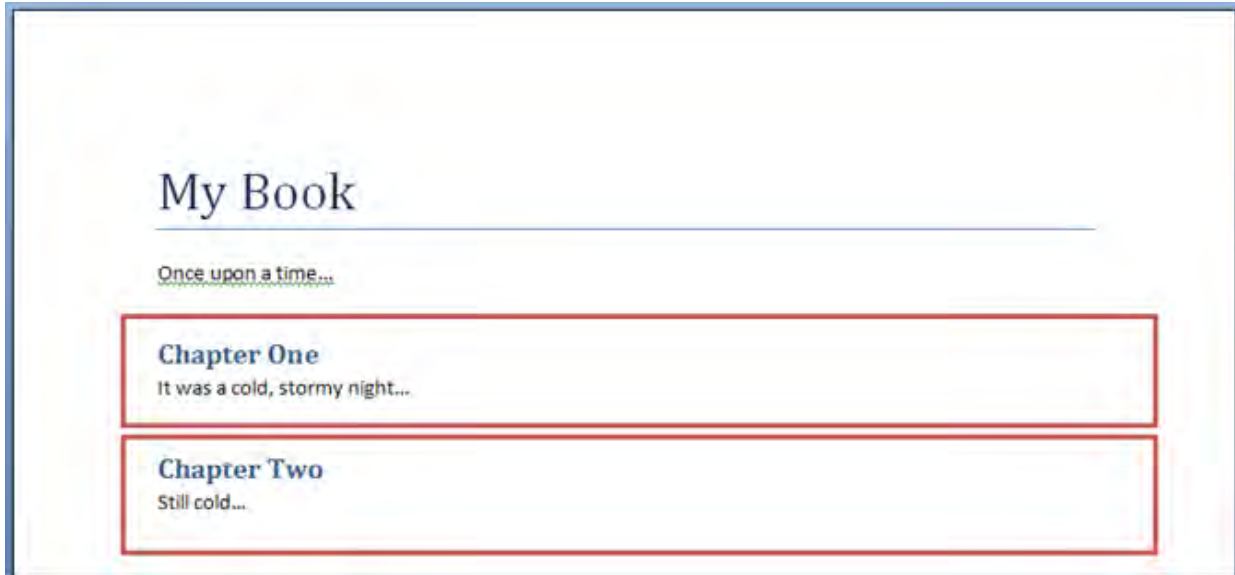 My Book
Once upon a time...
Chapter One
It was a cold, stormy night...
Chapter Two
Still cold...